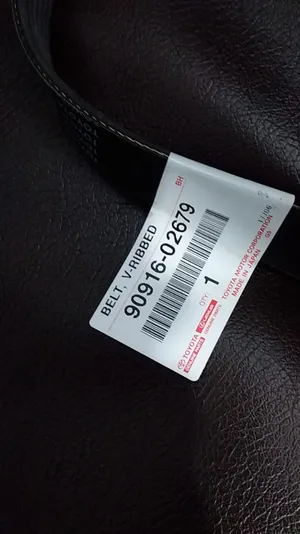 BH
BELT, V-RIBBED
90916-02679
QTY. 1
TOYOTA
GENUINE PARTS
TOYOTA MOTOR CORPORATION
MADE IN JAPAN